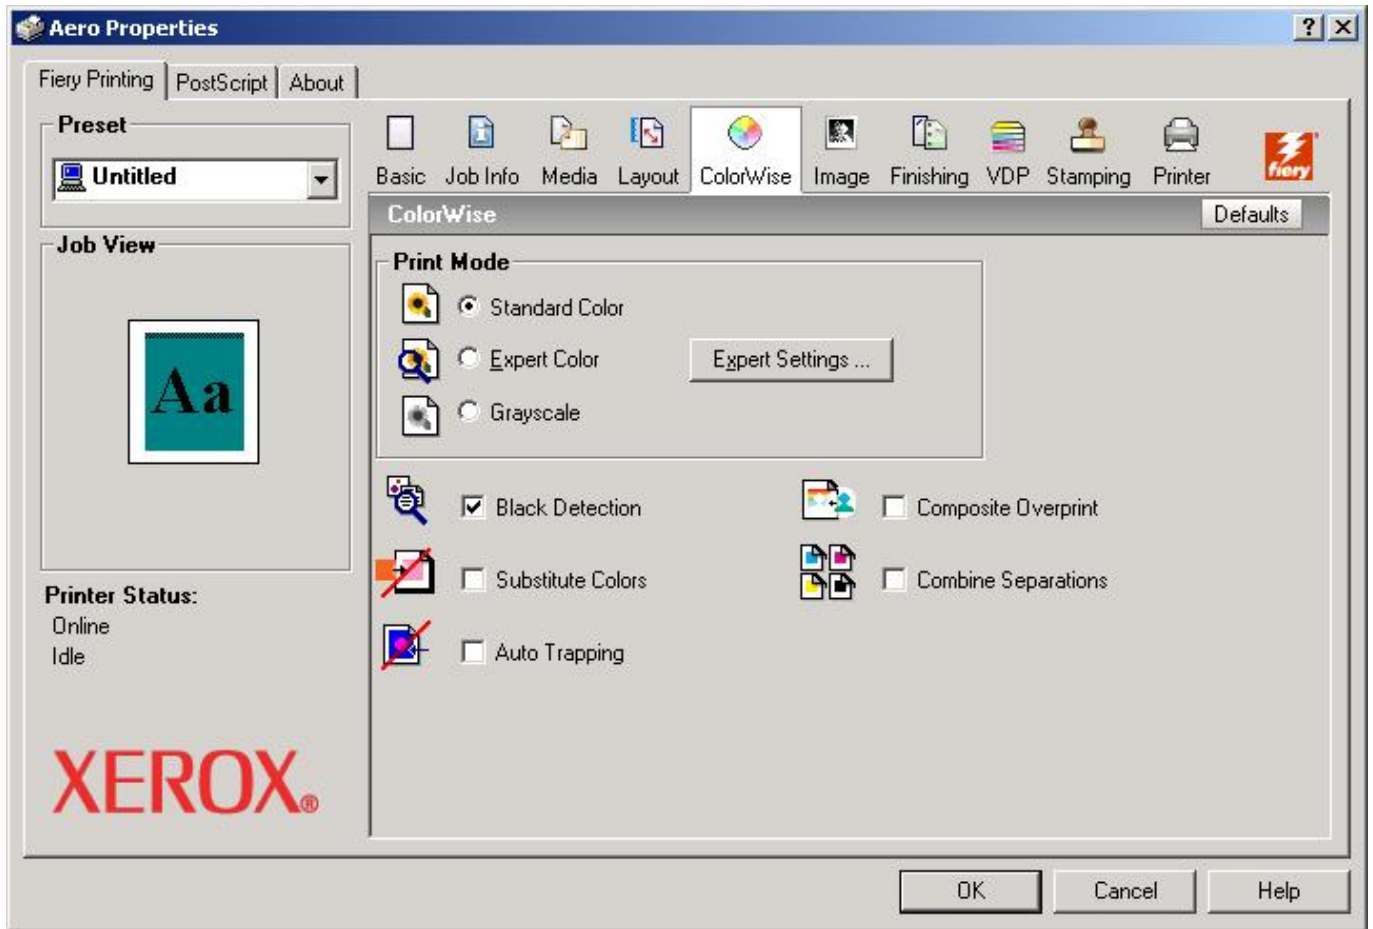 Aero Properties
Fiery Printing PostScript About
Preset
Untitled
Basic Job Info Media Layout ColorWise Image Finishing VDP Stamping Printer fiery
ColorWise Defaults
Job View
Aa
Print Mode
Standard Color
Expert Color Expert Settings ...
Grayscale
Black Detection Composite Overprint
Substitute Colors Combine Separations
Auto Trapping
Printer Status:
Online
Idle
XEROX®
OK Cancel Help